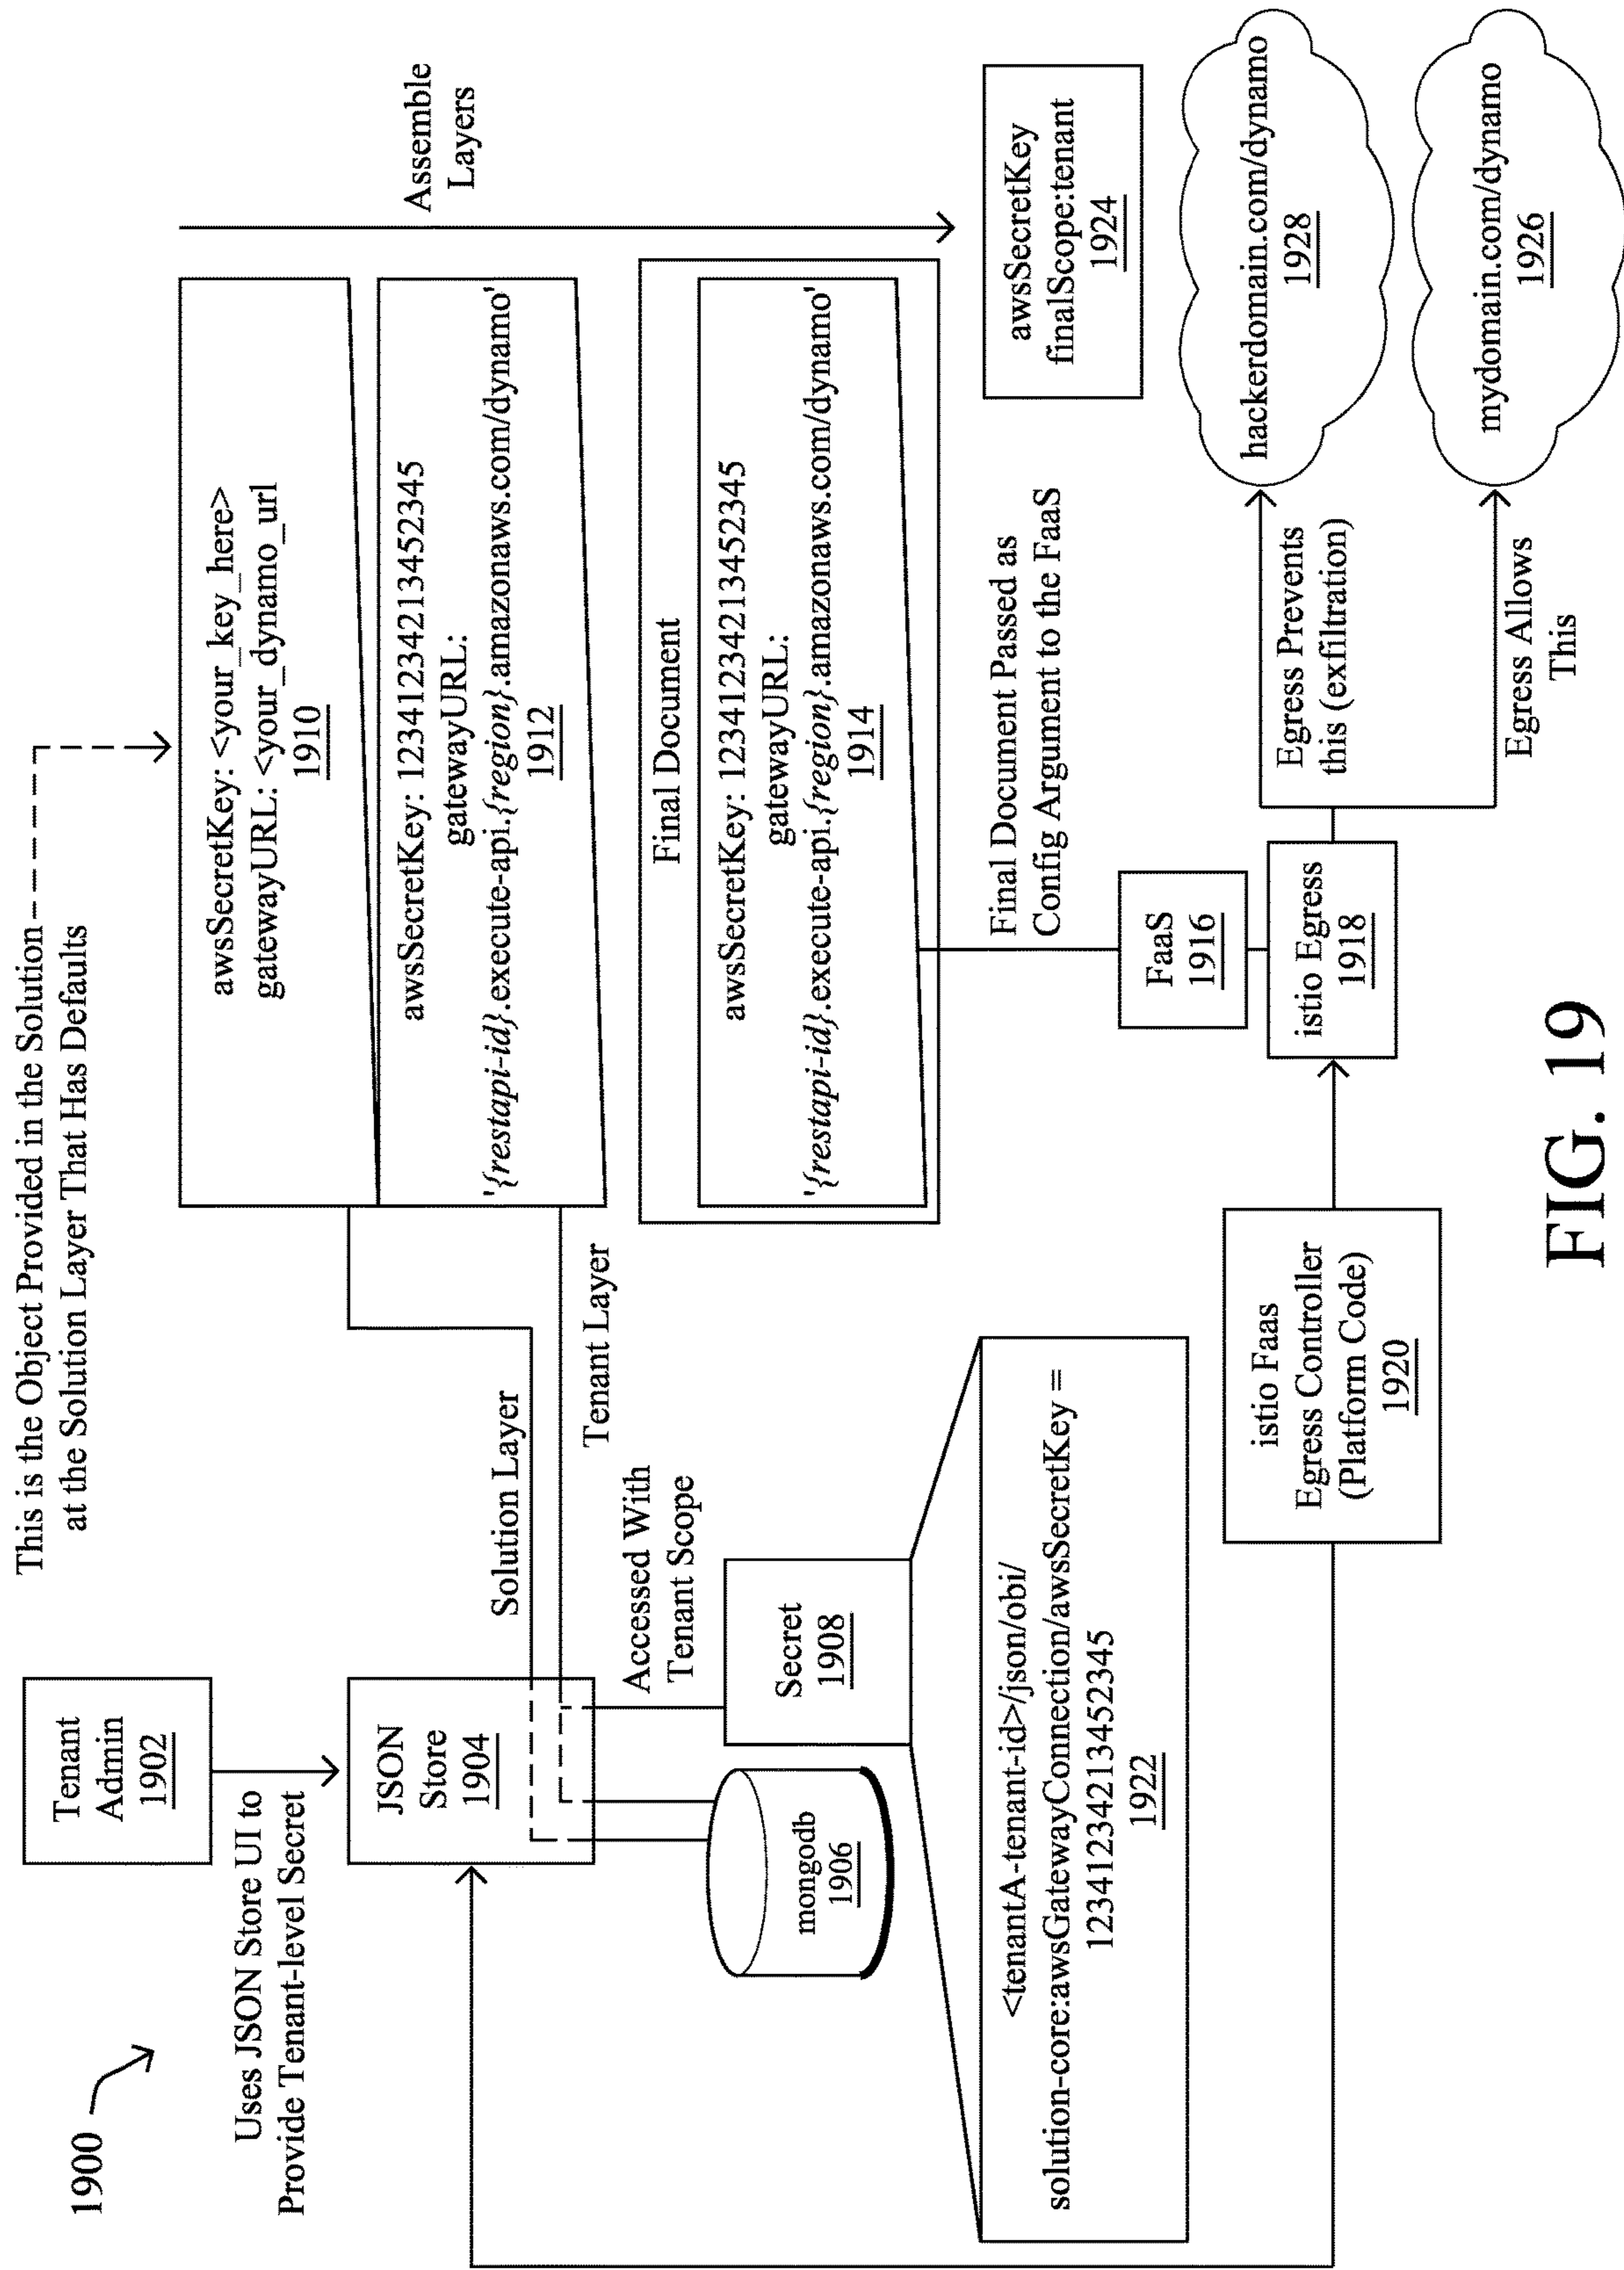 1900
This is the Object Provided in the Solution
at the Solution Layer That Has Defaults
Tenant
Admin
1902
Uses JSON Store UI to
Provide Tenant-level Secret
JSON
Store
1904
Solution Layer
Tenant Layer
Accessed With
Tenant Scope
mongodb
1906
Secret
1908
<tenantA-tenant-id>/json/obi/
solution-core:awsGatewayConnection/awsSecretKey =
123412342134213452345
1922
awsSecretKey: <your_key_here>
gatewayURL: <your_dynamo_url
1910
awsSecretKey: 123412342134213452345
gatewayURL:
'{restapi-id}.execute-api.{region}.amazonaws.com/dynamo'
1912
Assemble
Layers
Final Document
awsSecretKey: 123412342134213452345
gatewayURL:
'{restapi-id}.execute-api.{region}.amazonaws.com/dynamo'
1914
awsSecretKey
finalScope:tenant
1924
Final Document Passed as
Config Argument to the FaaS
FaaS
1916
istio Egress
1918
istio Faas
Egress Controller
(Platform Code)
1920
Egress Prevents
this (exfiltration)
hackerdomain.com/dynamo
1928
Egress Allows
This
mydomain.com/dynamo
1926
FIG. 19